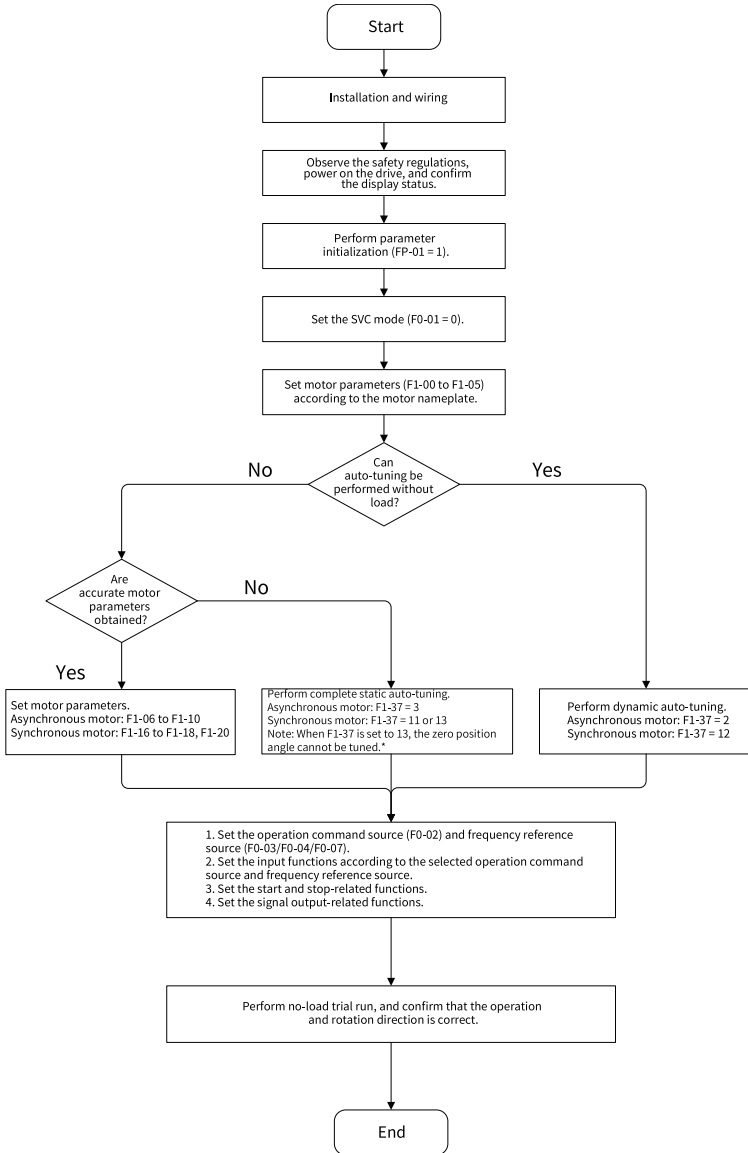 Start
Installation and wiring
Observe the safety regulations,
power on the drive, and confirm
the display status.
Perform parameter
initialization (FP-01 = 1).
Set the SVC mode (F0-01 = 0).
Set motor parameters (F1-00 to F1-05)
according to the motor nameplate.
Can
auto-tuning be
performed without
load?
No
Yes
Are
accurate motor
parameters
obtained?
No
Yes
Set motor parameters.
Asynchronous motor: F1-06 to F1-10
Synchronous motor: F1-16 to F1-18, F1-20
Perform complete static auto-tuning.
Asynchronous motor: F1-37 = 3
Synchronous motor: F1-37 = 11 or 13
Note: When F1-37 is set to 13, the zero position
angle cannot be tuned.*
Perform dynamic auto-tuning.
Asynchronous motor: F1-37 = 2
Synchronous motor: F1-37 = 12
1. Set the operation command source (F0-02) and frequency reference
source (F0-03/F0-04/F0-07).
2. Set the input functions according to the selected operation command
source and frequency reference source.
3. Set the start and stop-related functions.
4. Set the signal output-related functions.
Perform no-load trial run, and confirm that the operation
and rotation direction is correct.
End